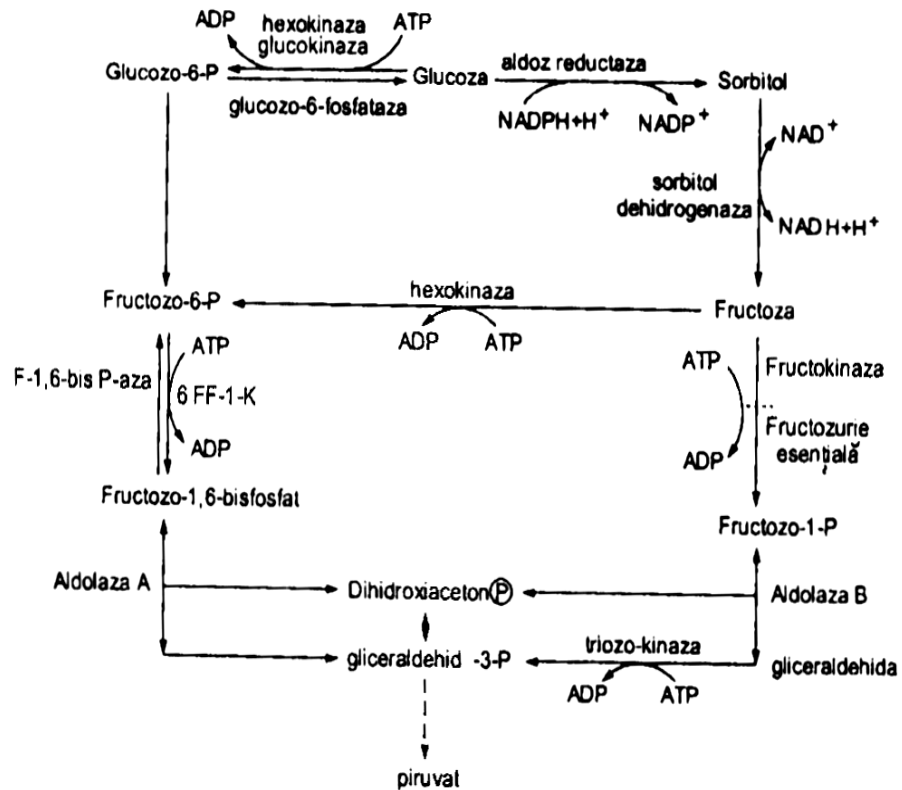 ADP
hexokinaza
glucokinaza
ATP
Glucozo-6-P
Glucoza
aldoz reductaza
Sorbitol
glucozo-6-fosfataza
NADPH+H⁺
NADP⁺
NAD⁺
sorbitol
dehidrogenaza
NADH+H⁺
Fructozo-6-P
hexokinaza
Fructoza
ADP
ATP
ATP
F-1,6-bis P-aza
6 FF-1-K
ADP
ATP
Fructokinaza
Fructozurie
esențială
ADP
Fructozo-1,6-bisfosfat
Fructozo-1-P
Aldolaza A
Dihidroxiaceton P
Aldolaza B
gliceraldehid -3-P
triozo-kinaza
gliceraldehida
ADP
ATP
piruvat